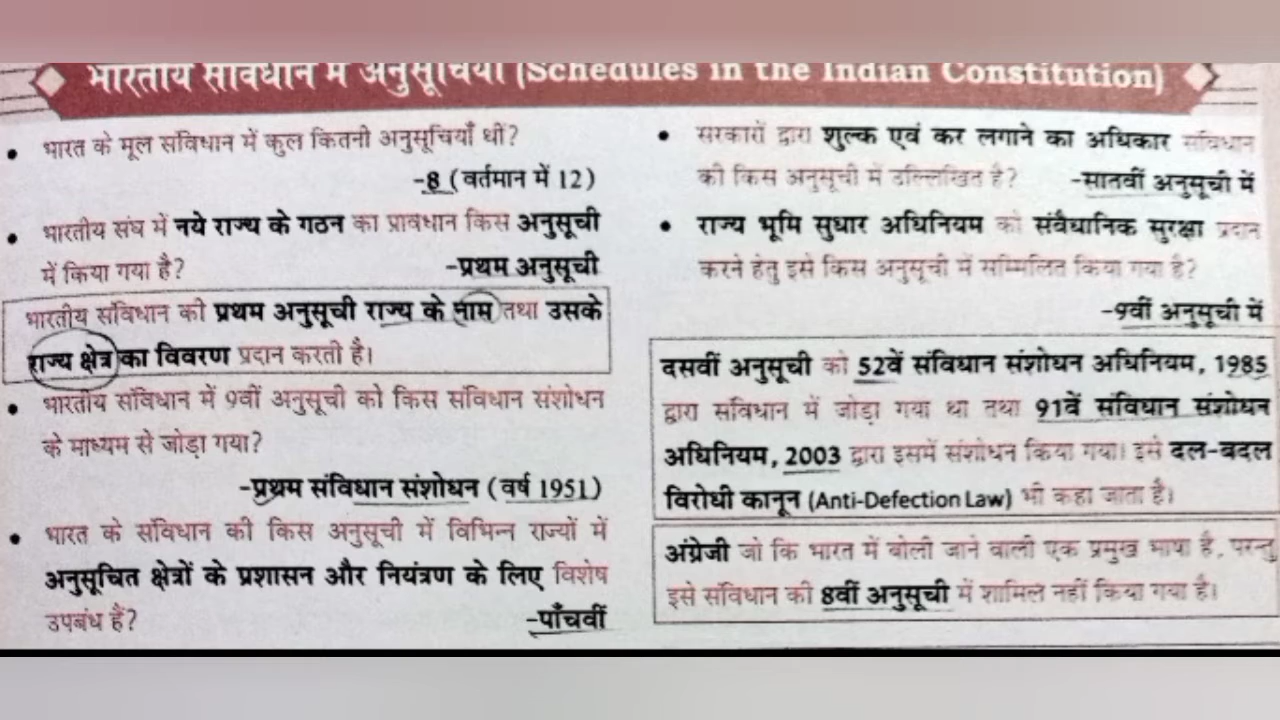 भारतीय संविधान में अनुसूचियाँ (Schedules in the Indian Constitution)
• भारत के मूल संविधान में कुल कितनी अनुसूचियाँ थीं?
-8 (वर्तमान में 12)
• भारतीय संघ में नये राज्य के गठन का प्रावधान किस अनुसूची
में किया गया है? -प्रथम अनुसूची
भारतीय संविधान की प्रथम अनुसूची राज्य के नाम तथा उसके
राज्य क्षेत्र का विवरण प्रदान करती है।
• भारतीय संविधान में 9वीं अनुसूची को किस संविधान संशोधन
के माध्यम से जोड़ा गया?
-प्रथम संविधान संशोधन (वर्ष 1951)
• भारत के संविधान की किस अनुसूची में विभिन्न राज्यों में
अनुसूचित क्षेत्रों के प्रशासन और नियंत्रण के लिए विशेष
उपबंध हैं? -पाँचवीं
• सरकारों द्वारा शुल्क एवं कर लगाने का अधिकार संविधान
की किस अनुसूची में उल्लिखित है? -सातवीं अनुसूची में
• राज्य भूमि सुधार अधिनियम को संवैधानिक सुरक्षा प्रदान
करने हेतु इसे किस अनुसूची में सम्मिलित किया गया है?
-9वीं अनुसूची में
दसवीं अनुसूची को 52वें संविधान संशोधन अधिनियम, 1985
द्वारा संविधान में जोड़ा गया था तथा 91वें संविधान संशोधन
अधिनियम, 2003 द्वारा इसमें संशोधन किया गया। इसे दल-बदल
विरोधी कानून (Anti-Defection Law) भी कहा जाता है।
अंग्रेजी जो कि भारत में बोली जाने वाली एक प्रमुख भाषा है, परन्तु
इसे संविधान की 8वीं अनुसूची में शामिल नहीं किया गया है।